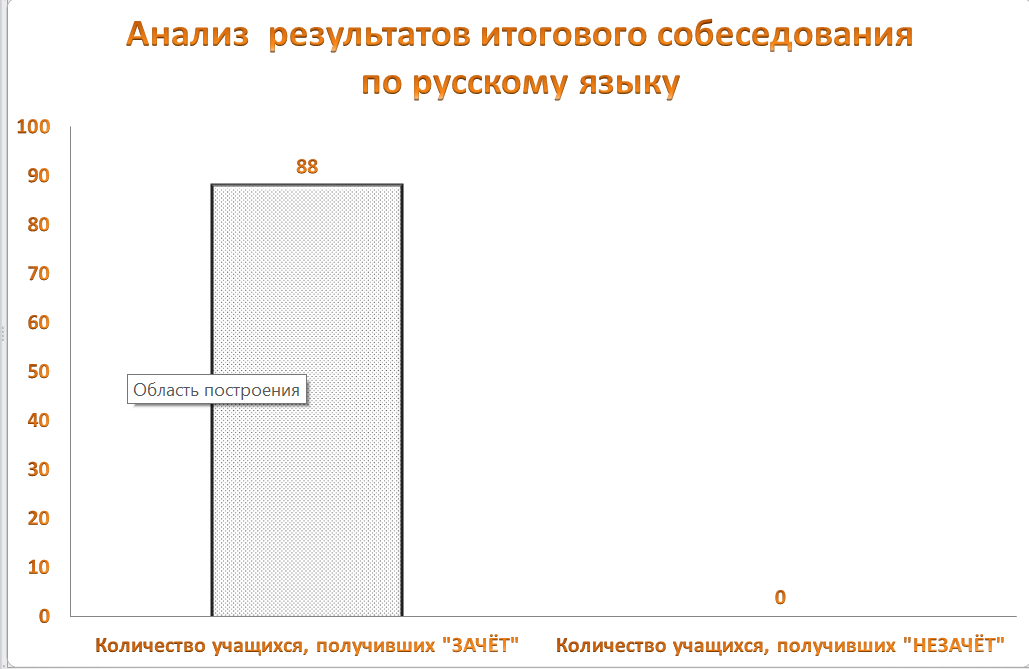 Анализ  результатов итогового собеседования
по русскому языку
100
90
80
70
60
50
40
30
20
10
0
88
Область построения
0
Количество учащихся, получивших "ЗАЧЁТ"
Количество учащихся, получивших "НЕЗАЧЁТ"